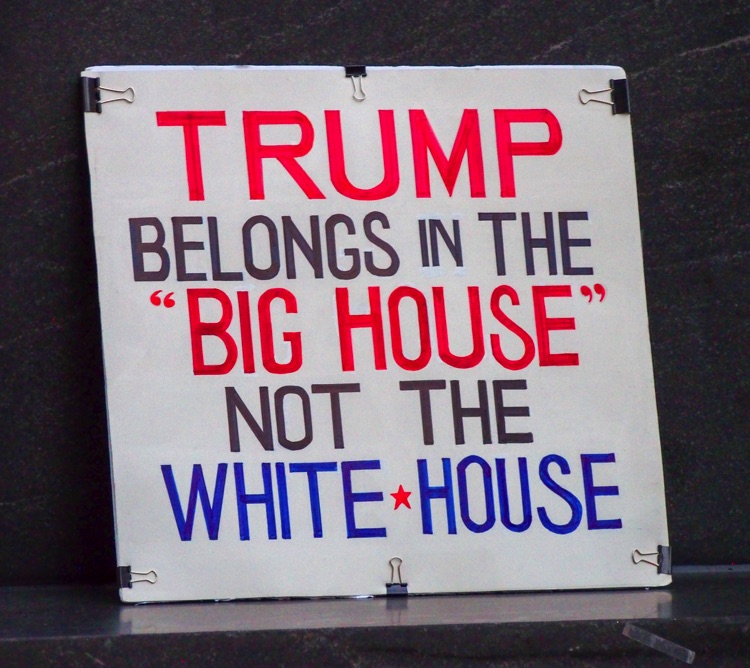 TRUMP
BELONGS IN THE
“BIG HOUSE”
NOT THE
WHITE★HOUSE